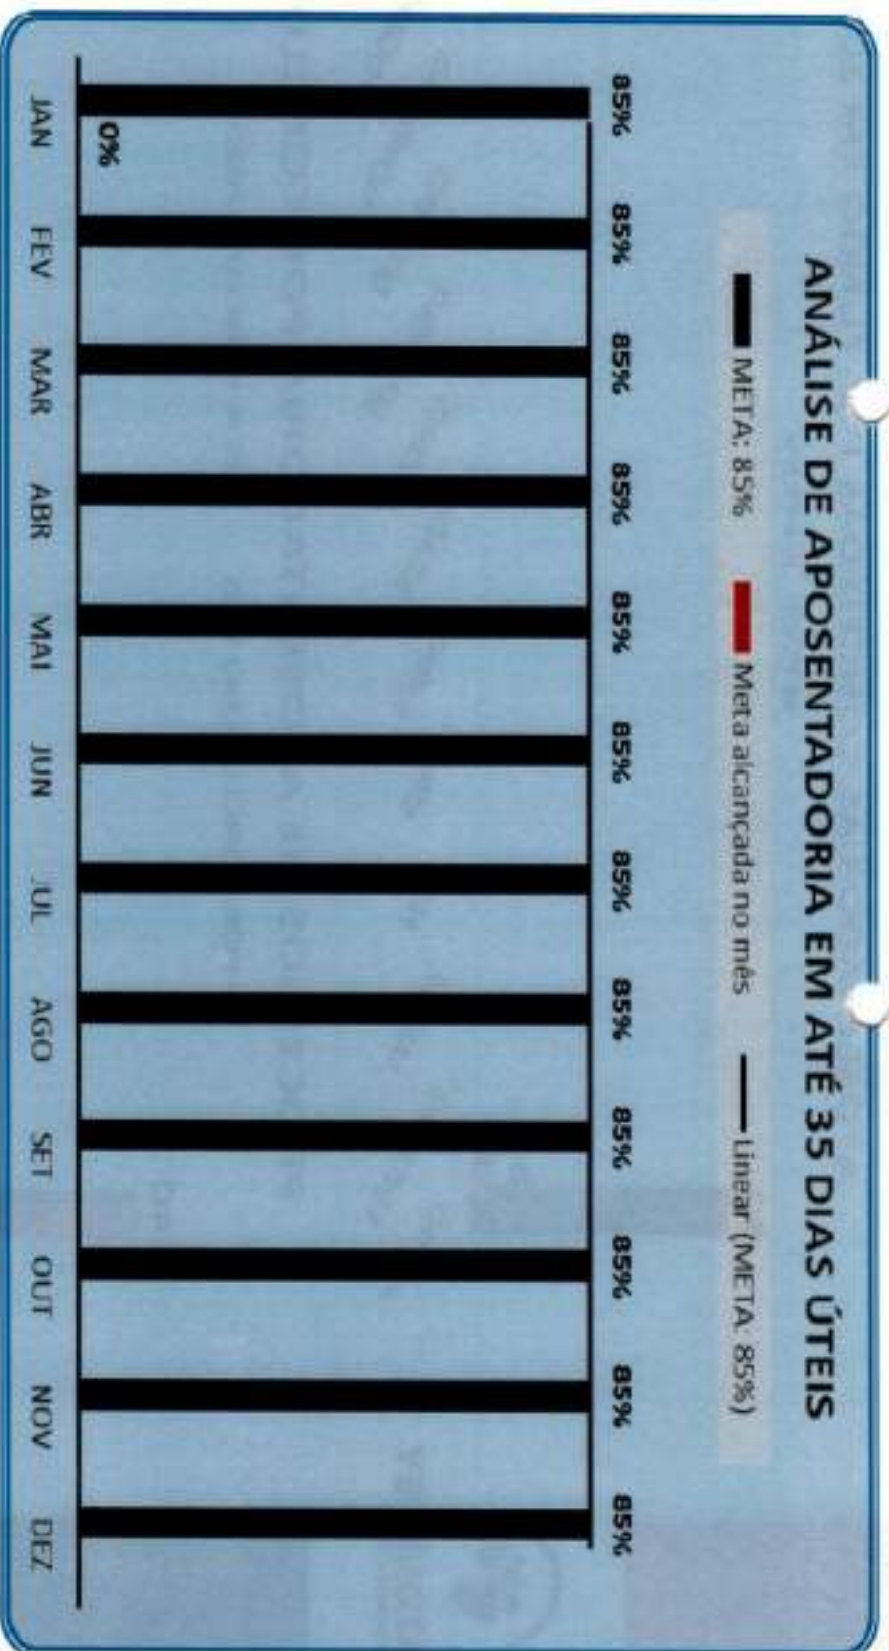 ANÁLISE DE APOSENTADORIA EM ATÉ 35 DIAS ÚTEIS
META: 85% Meta alcançada no mês Linear (META: 85%)
85% 85% 85% 85% 85% 85% 85% 85% 85% 85% 85% 85%
0%
JAN FEV MAR ABR MAI JUN JUL AGO SET OUT NOV DEZ